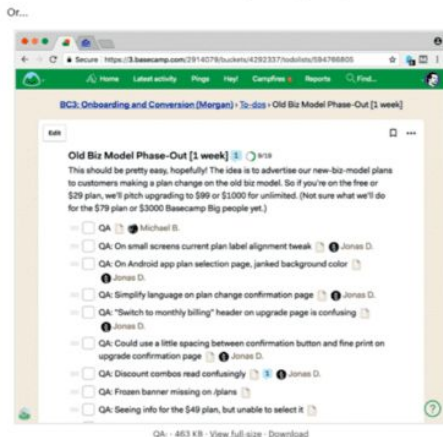 Or...
Secure https://3.basecamp.com/2914079/buckets/4292337/todolists/594766805
Home Latest activity Pings Hey! Campfires Reports Find...
BC3: Onboarding and Conversion (Morgan) › To-dos › Old Biz Model Phase-Out [1 week]
Edit
Old Biz Model Phase-Out [1 week] 1 9/18
This should be pretty easy, hopefully! The idea is to advertise our new-biz-model plans
to customers making a plan change on the old biz model. So if you're on the free or
$29 plan, we'll pitch upgrading to $99 or $1000 for unlimited. (Not sure what we'll do
for the $79 plan or $3000 Basecamp Big people yet.)
QA Michael B.
QA: On small screens current plan label alignment tweak Jonas D.
QA: On Android app plan selection page, janked background color
Jonas D.
QA: Simplify language on plan change confirmation page Jonas D.
QA: "Switch to monthly billing" header on upgrade page is confusing
Jonas D.
QA: Could use a little spacing between confirmation button and fine print on
upgrade confirmation page Jonas D.
QA: Discount combos read confusingly 1 Jonas D.
QA: Frozen banner missing on /plans
QA: Seeing info for the $49 plan, but unable to select it
?
QA: · 463 KB · View full-size · Download